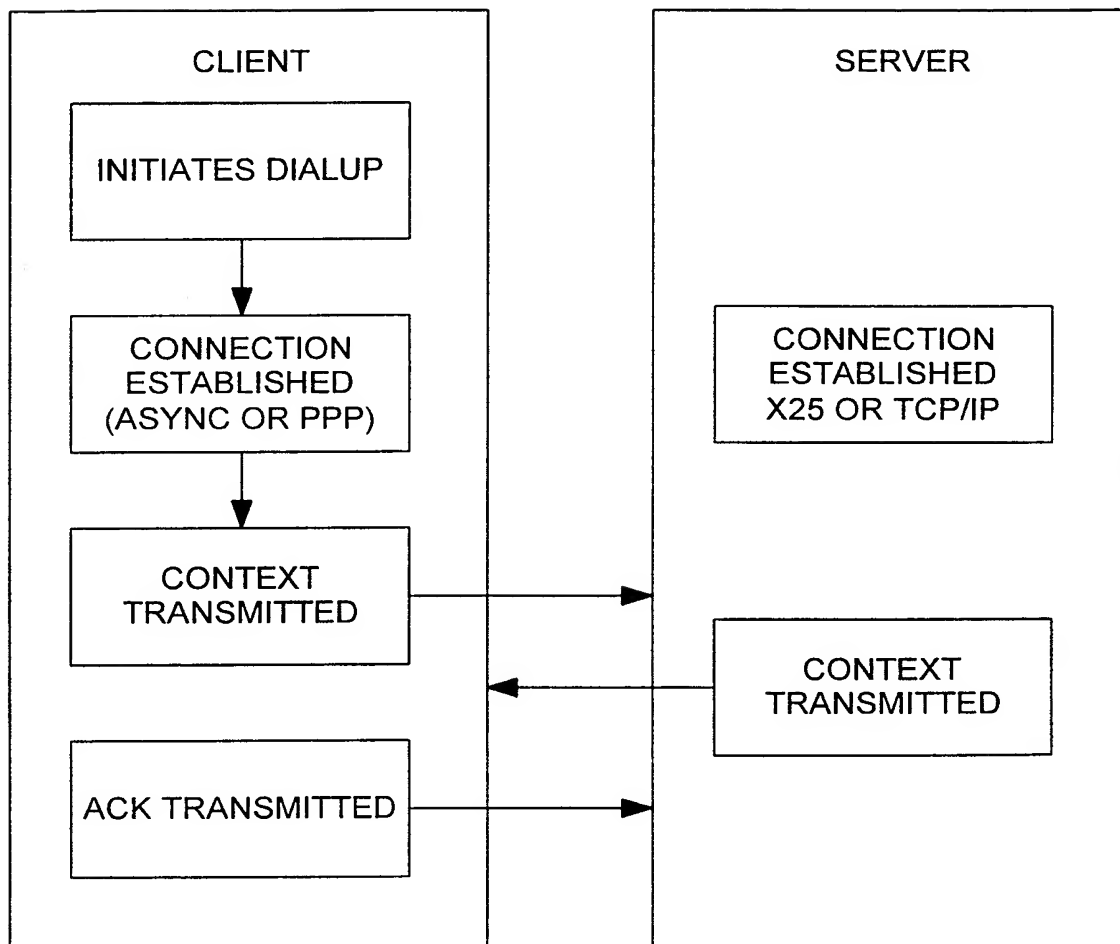 CLIENT
INITIATES DIALUP
CONNECTION
ESTABLISHED
(ASYNC OR PPP)
CONTEXT
TRANSMITTED
ACK TRANSMITTED
SERVER
CONNECTION
ESTABLISHED
X25 OR TCP/IP
CONTEXT
TRANSMITTED